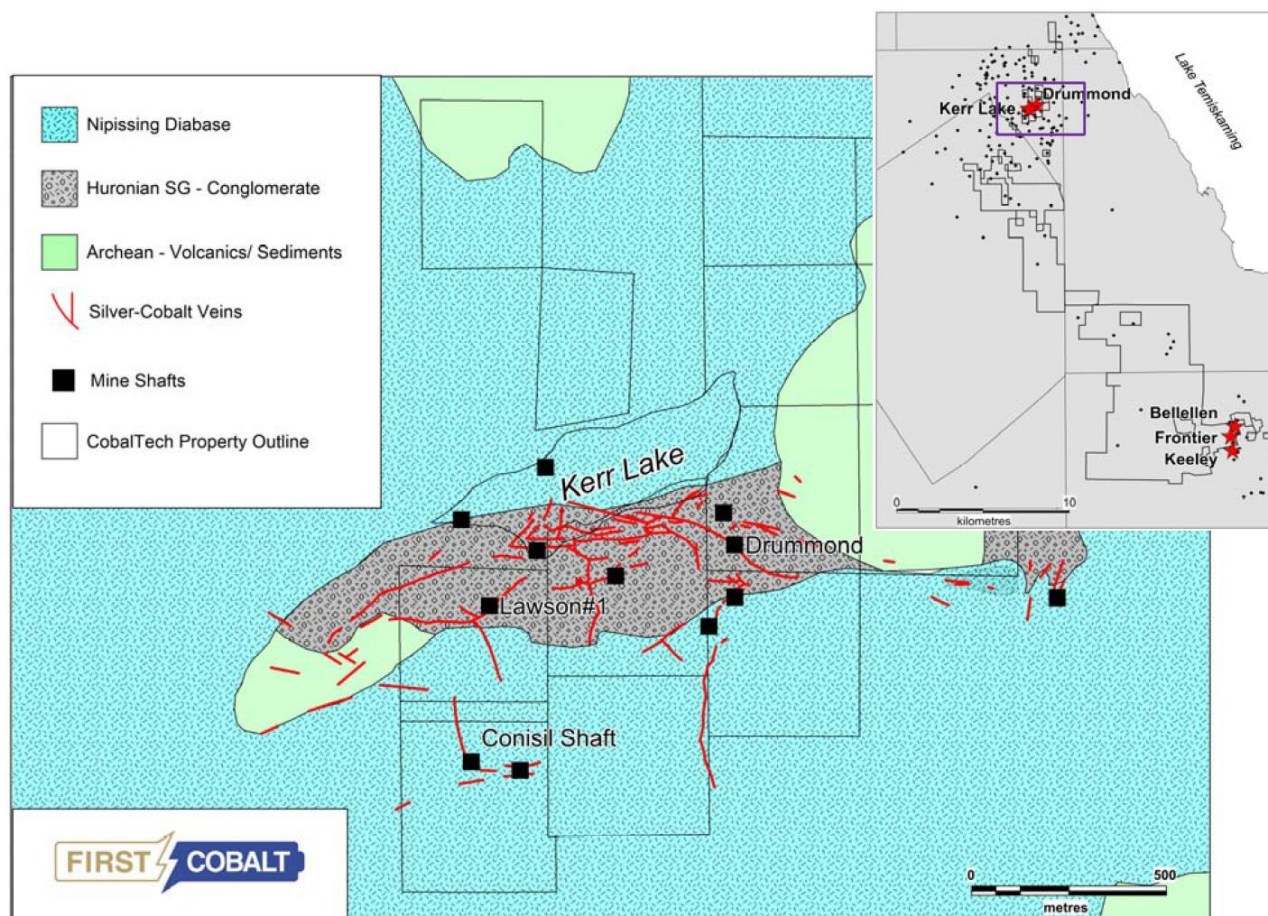 Nipissing Diabase
Huronian SG - Conglomerate
Archean - Volcanics/ Sediments
Silver-Cobalt Veins
Mine Shafts
CobalTech Property Outline
Kerr Lake
Drummond
Lawson#1
Conisil Shaft
FIRST COBALT
0 500
metres
Lake Temiskaming
Drummond
Kerr Lake
Bellellen
Frontier
Keeley
0 10
kilometres